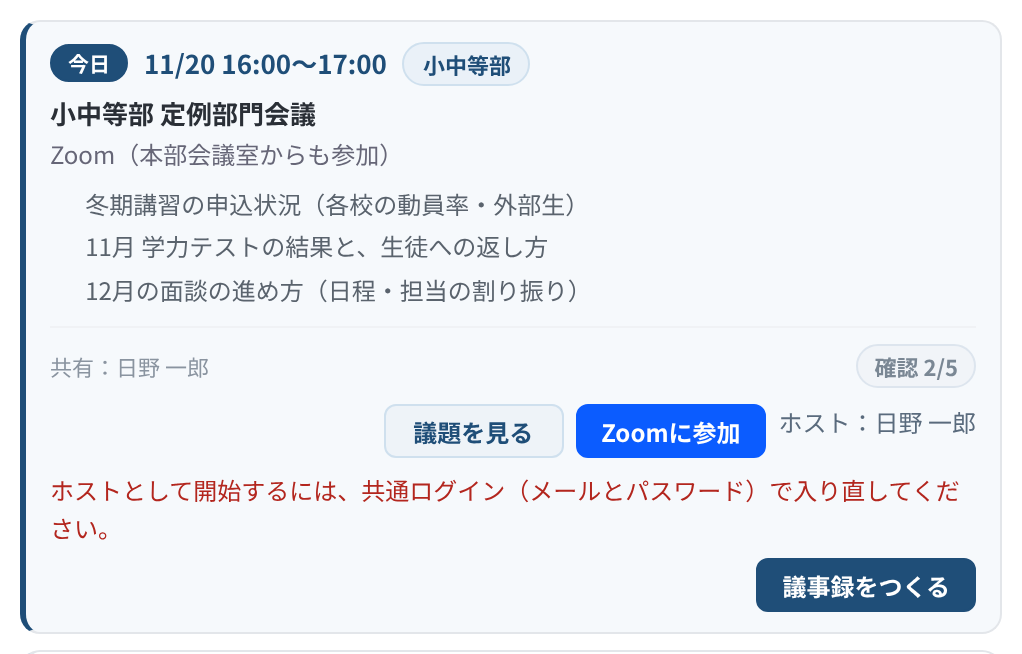 今日 11/20 16:00〜17:00 小中等部
小中等部 定例部門会議
Zoom（本部会議室からも参加）
冬期講習の申込状況（各校の動員率・外部生）
11月 学力テストの結果と、生徒への返し方
12月の面談の進め方（日程・担当の割り振り）
共有：日野 一郎 確認 2/5
議題を見る Zoomに参加 ホスト：日野 一郎
ホストとして開始するには、共通ログイン（メールとパスワード）で入り直してくだ
さい。
議事録をつくる